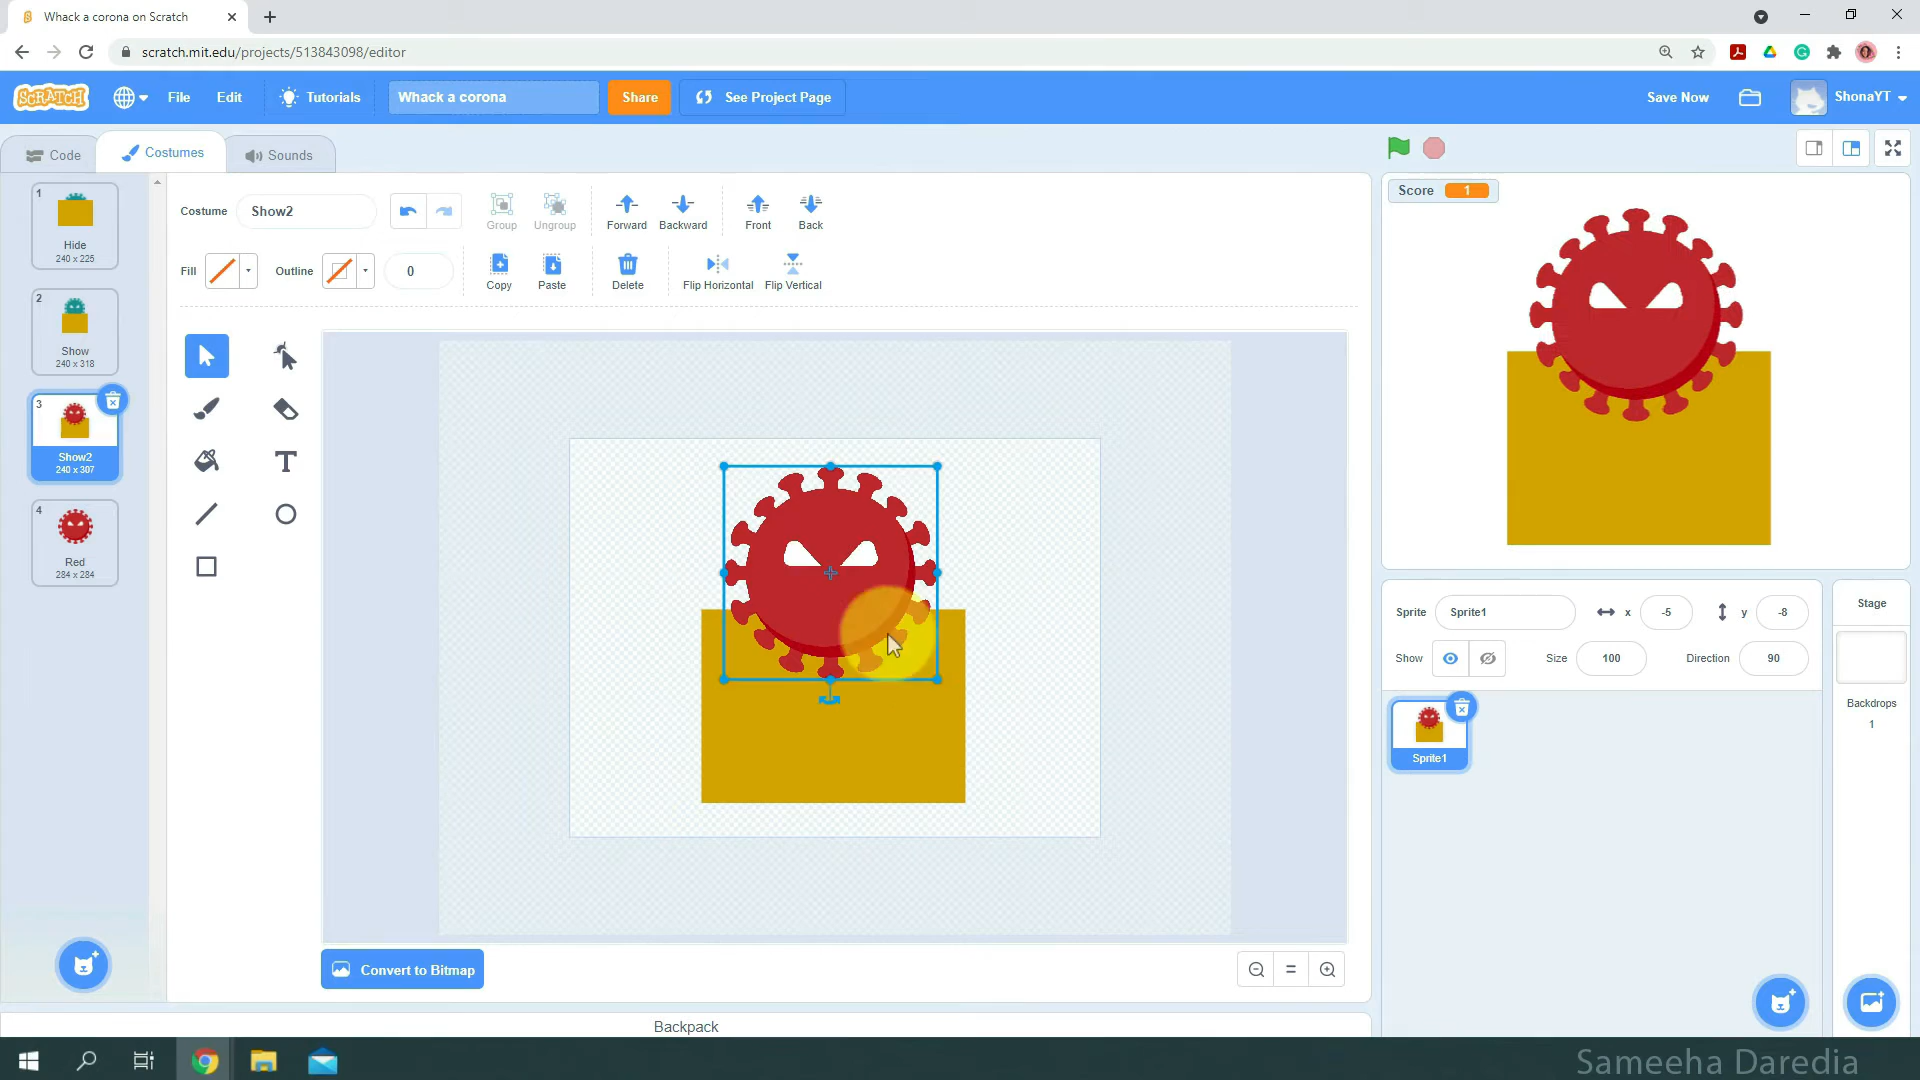 Whack a corona on Scratch
scratch.mit.edu/projects/513843098/editor
SCRATCH
File
Edit
Tutorials
Whack a corona
Share
See Project Page
Save Now
ShonaYT
Code
Costumes
Sounds
1
Hide
240 x 225
2
Show
240 x 318
3
Show2
240 x 307
4
Red
284 x 284
Costume
Show2
Group
Ungroup
Forward
Backward
Front
Back
Fill
Outline
0
Copy
Paste
Delete
Flip Horizontal
Flip Vertical
T
Convert to Bitmap
Backpack
Score 1
Sprite
Sprite1
x
-5
y
-8
Show
Size
100
Direction
90
Sprite1
Stage
Backdrops
1
Sameeha Daredia